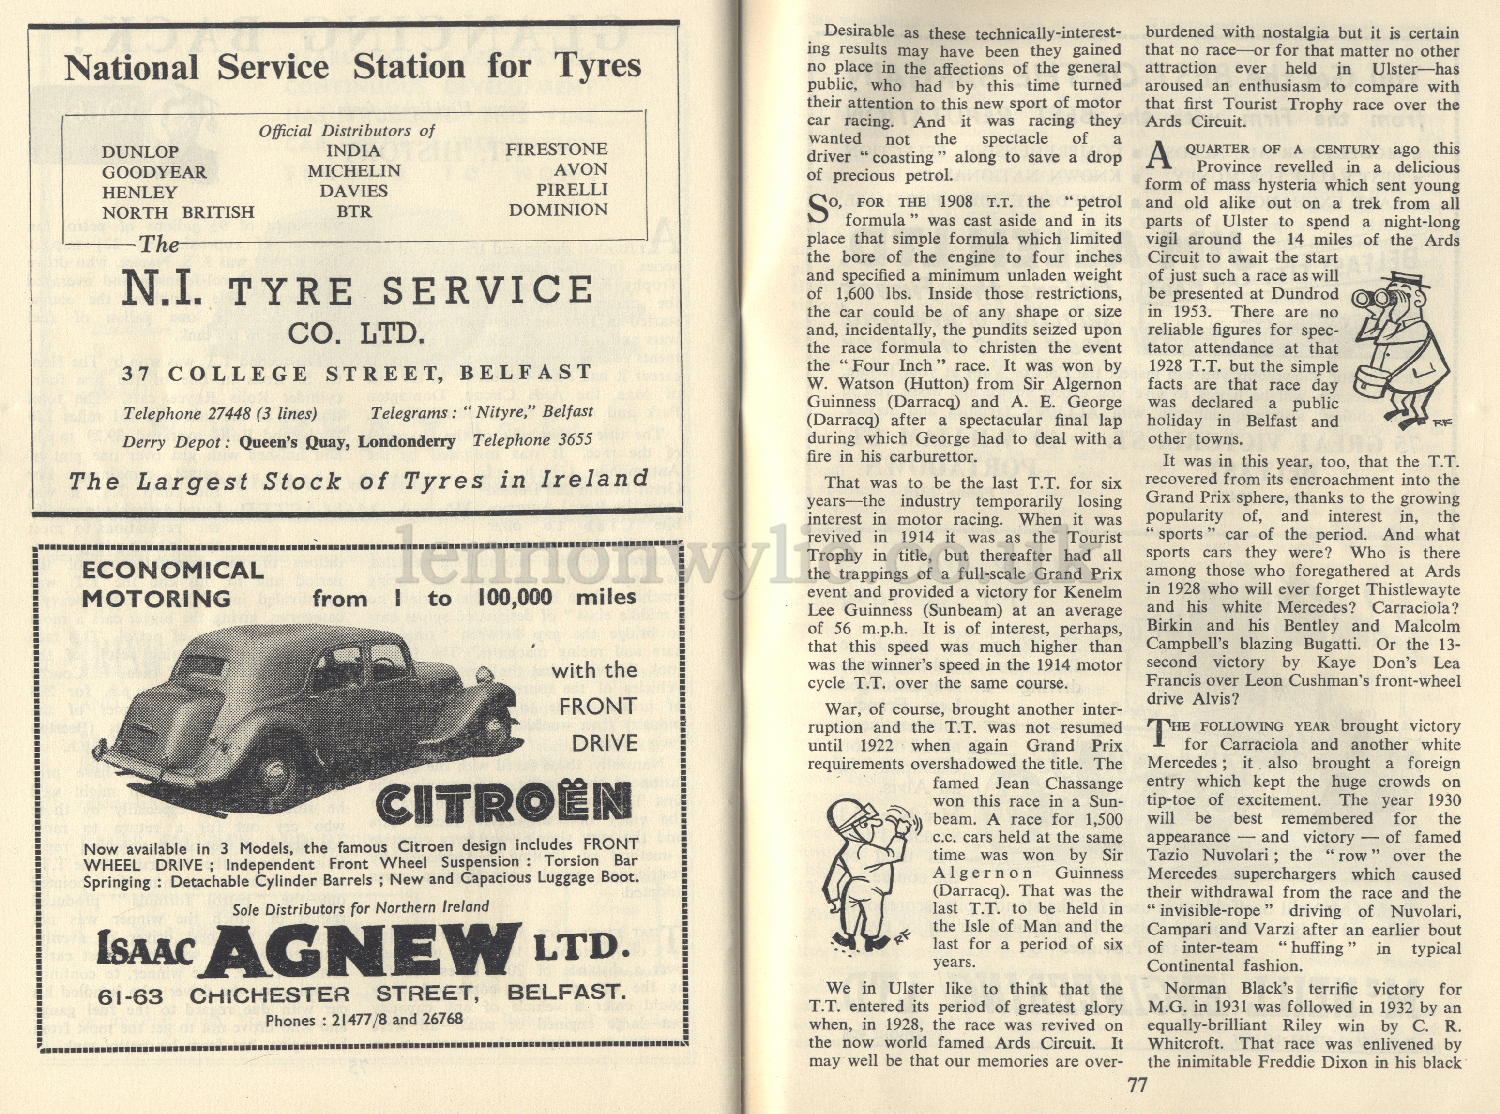 National Service Station for Tyres
Official Distributors of
DUNLOP INDIA FIRESTONE
GOODYEAR MICHELIN AVON
HENLEY DAVIES PIRELLI
NORTH BRITISH BTR DOMINION
The
N.I. TYRE SERVICE
CO. LTD.
37 COLLEGE STREET, BELFAST
Telephone 27448 (3 lines) Telegrams : "Nityre," Belfast
Derry Depot : Queen's Quay, Londonderry Telephone 3655
The Largest Stock of Tyres in Ireland
ECONOMICAL
MOTORING from 1 to 100,000 miles
with the
FRONT
DRIVE
CITROËN
Now available in 3 Models, the famous Citroen design includes FRONT
WHEEL DRIVE ; Independent Front Wheel Suspension : Torsion Bar
Springing : Detachable Cylinder Barrels ; New and Capacious Luggage Boot.
Sole Distributors for Northern Ireland
ISAAC AGNEW LTD.
61-63 CHICHESTER STREET, BELFAST.
Phones : 21477/8 and 26768
Desirable as these technically-interest-
ing results may have been they gained
no place in the affections of the general
public, who had by this time turned
their attention to this new sport of motor
car racing. And it was racing they
wanted not the spectacle of a
driver "coasting" along to save a drop
of precious petrol.
SO, FOR THE 1908 T.T. the "petrol
formula" was cast aside and in its
place that simple formula which limited
the bore of the engine to four inches
and specified a minimum unladen weight
of 1,600 lbs. Inside those restrictions,
the car could be of any shape or size
and, incidentally, the pundits seized upon
the race formula to christen the event
the "Four Inch" race. It was won by
W. Watson (Hutton) from Sir Algernon
Guinness (Darracq) and A. E. George
(Darracq) after a spectacular final lap
during which George had to deal with a
fire in his carburettor.
That was to be the last T.T. for six
years—the industry temporarily losing
interest in motor racing. When it was
revived in 1914 it was as the Tourist
Trophy in title, but thereafter had all
the trappings of a full-scale Grand Prix
event and provided a victory for Kenelm
Lee Guinness (Sunbeam) at an average
of 56 m.p.h. It is of interest, perhaps,
that this speed was much higher than
was the winner's speed in the 1914 motor
cycle T.T. over the same course.
War, of course, brought another inter-
ruption and the T.T. was not resumed
until 1922 when again Grand Prix
requirements overshadowed the title. The
famed Jean Chassange
won this race in a Sun-
beam. A race for 1,500
c.c. cars held at the same
time was won by Sir
Algernon Guinness
(Darracq). That was the
last T.T. to be held in
the Isle of Man and the
last for a period of six
years.
RF
We in Ulster like to think that the
T.T. entered its period of greatest glory
when, in 1928, the race was revived on
the now world famed Ards Circuit. It
may well be that our memories are over-
burdened with nostalgia but it is certain
that no race—or for that matter no other
attraction ever held in Ulster—has
aroused an enthusiasm to compare with
that first Tourist Trophy race over the
Ards Circuit.
A QUARTER OF A CENTURY ago this
Province revelled in a delicious
form of mass hysteria which sent young
and old alike out on a trek from all
parts of Ulster to spend a night-long
vigil around the 14 miles of the Ards
Circuit to await the start
of just such a race as will
be presented at Dundrod
in 1953. There are no
reliable figures for spec-
tator attendance at that
1928 T.T. but the simple
facts are that race day
was declared a public
holiday in Belfast and
other towns.
RF
It was in this year, too, that the T.T.
recovered from its encroachment into the
Grand Prix sphere, thanks to the growing
popularity of, and interest in, the
"sports" car of the period. And what
sports cars they were? Who is there
among those who foregathered at Ards
in 1928 who will ever forget Thistlewayte
and his white Mercedes? Carraciola?
Birkin and his Bentley and Malcolm
Campbell's blazing Bugatti. Or the 13-
second victory by Kaye Don's Lea
Francis over Leon Cushman's front-wheel
drive Alvis?
THE FOLLOWING YEAR brought victory
for Carraciola and another white
Mercedes ; it also brought a foreign
entry which kept the huge crowds on
tip-toe of excitement. The year 1930
will be best remembered for the
appearance — and victory — of famed
Tazio Nuvolari ; the "row" over the
Mercedes superchargers which caused
their withdrawal from the race and the
"invisible-rope" driving of Nuvolari,
Campari and Varzi after an earlier bout
of inter-team "huffing" in typical
Continental fashion.
Norman Black's terrific victory for
M.G. in 1931 was followed in 1932 by an
equally-brilliant Riley win by C. R.
Whitcroft. That race was enlivened by
the inimitable Freddie Dixon in his black
77
lennonwylie.co.uk